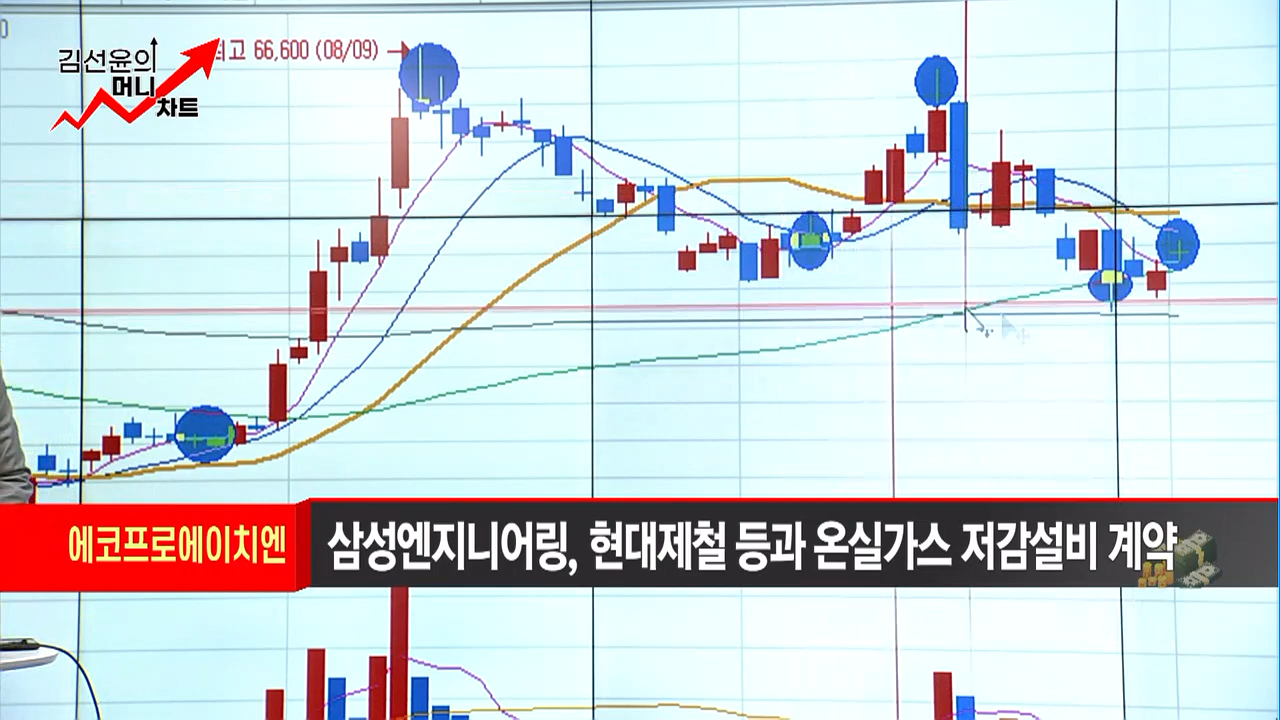 김선윤의
머니
차트
최고 66,600 (08/09)
에코프로에이치엔
삼성엔지니어링, 현대제철 등과 온실가스 저감설비 계약